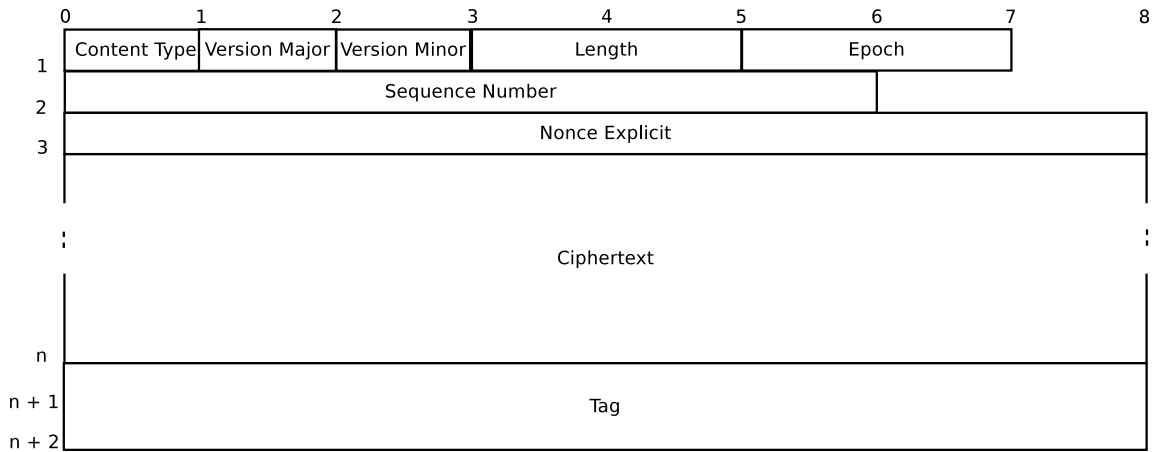 0 1 2 3 4 5 6 7 8
Content Type Version Major Version Minor Length Epoch
1
Sequence Number
2
Nonce Explicit
3
Ciphertext
n
n + 1 Tag
n + 2